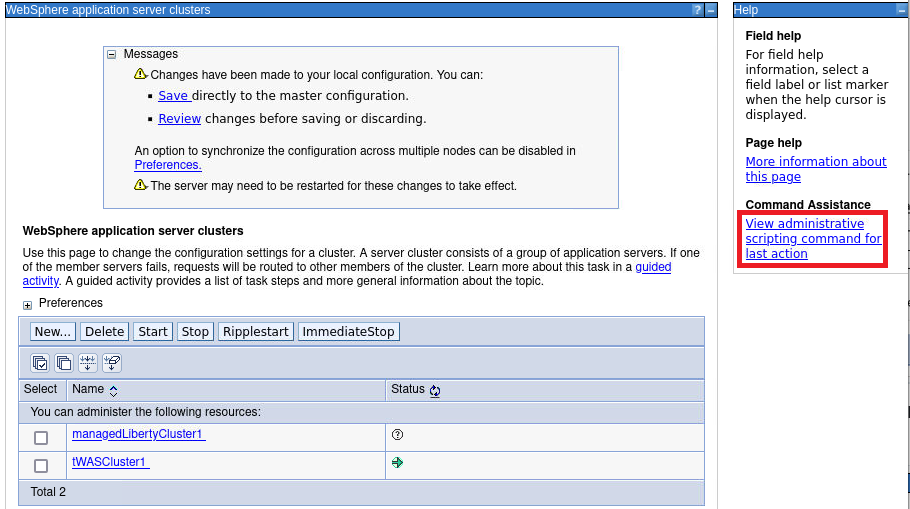 WebSphere application server clusters
Messages
Changes have been made to your local configuration. You can:
Save directly to the master configuration.
Review changes before saving or discarding.
An option to synchronize the configuration across multiple nodes can be disabled in
Preferences.
The server may need to be restarted for these changes to take effect.
WebSphere application server clusters
Use this page to change the configuration settings for a cluster. A server cluster consists of a group of application servers. If one
of the member servers fails, requests will be routed to other members of the cluster. Learn more about this task in a guided
activity. A guided activity provides a list of task steps and more general information about the topic.
Preferences
New... Delete Start Stop Ripplestart ImmediateStop
Select Name Status
You can administer the following resources:
managedLibertyCluster1
tWASCluster1
Total 2
Help
Field help
For field help
information, select a
field label or list marker
when the help cursor is
displayed.
Page help
More information about
this page
Command Assistance
View administrative
scripting command for
last action